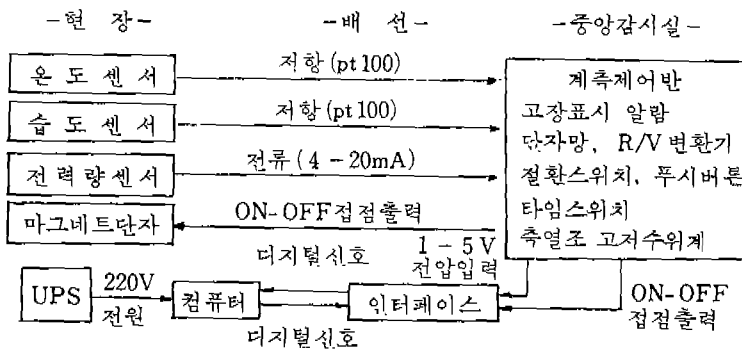 -현 장-
-배 선-
-중앙감시실-
온 도 센 서
저항(pt 100)
습 도 센 서
저항(pt 100)
전력량센서
전류(4-20mA)
마그네트단자
ON-OFF접점출력
계측제어반
고장표시 알람
단자망, R/V변환기
절환스위치, 푸시버튼
타임스위치
축열조 고저수위계
디지털신호
1-5V
전압입력
UPS
220V
전원
컴퓨터
인터페이스
디지털신호
ON-OFF
접점출력